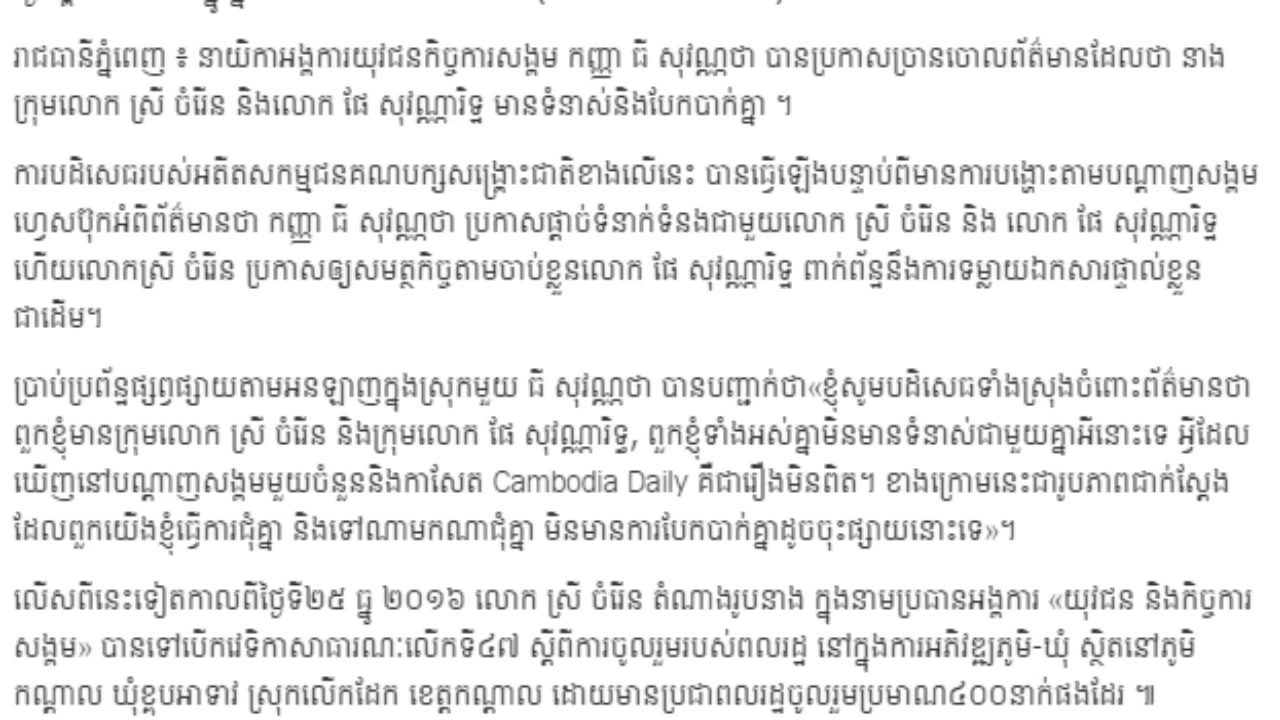 រាជធានីភ្នំពេញ ៖ នាយិកាអង្គការយុវជនកិច្ចការសង្គម កញ្ញា ធី សុវណ្ណថា បានប្រកាសច្រានចោលព័ត៌មានដែលថា នាង
ក្រុមលោក ស្រី ចំរើន និងលោក ផែ សុវណ្ណារិទ្ធ មានទំនាស់និងបែកបាក់គ្នា ។
ការបដិសេធរបស់អតីតសកម្មជនគណបក្សសង្គ្រោះជាតិខាងលើនេះ បានធ្វើឡើងបន្ទាប់ពីមានការបង្ហោះតាមបណ្ដាញសង្គម
ហ្វេសប៊ុកអំពីព័ត៌មានថា កញ្ញា ធី សុវណ្ណថា ប្រកាសផ្ដាច់ទំនាក់ទំនងជាមួយលោក ស្រី ចំរើន និង លោក ផែ សុវណ្ណារិទ្ធ
ហើយលោកស្រី ចំរើន ប្រកាសឲ្យសមត្ថកិច្ចតាមចាប់ខ្លួនលោក ផែ សុវណ្ណារិទ្ធ ពាក់ព័ន្ធនឹងការទម្លាយឯកសារផ្ទាល់ខ្លួន
ជាដើម។
ប្រាប់ប្រព័ន្ធផ្សព្វផ្សាយតាមអនឡាញក្នុងស្រុកមួយ ធី សុវណ្ណថា បានបញ្ជាក់ថា«ខ្ញុំសូមបដិសេធទាំងស្រុងចំពោះព័ត៌មានថា
ពួកខ្ញុំមានក្រុមលោក ស្រី ចំរើន និងក្រុមលោក ផែ សុវណ្ណារិទ្ធ, ពួកខ្ញុំទាំងអស់គ្នាមិនមានទំនាស់ជាមួយគ្នាអីនោះទេ អ្វីដែល
ឃើញនៅបណ្ដាញសង្គមមួយចំនួននិងកាសែត Cambodia Daily គឺជារឿងមិនពិត។ ខាងក្រោមនេះជារូបភាពជាក់ស្ដែង
ដែលពួកយើងខ្ញុំធ្វើការជុំគ្នា និងទៅណាមកណាជុំគ្នា មិនមានការបែកបាក់គ្នាដូចចុះផ្សាយនោះទេ»។
លើសពីនេះទៀតកាលពីថ្ងៃទី២៥ ធ្នូ ២០១៦ លោក ស្រី ចំរើន តំណាងរូបនាង ក្នុងនាមប្រធានអង្គការ «យុវជន និងកិច្ចការ
សង្គម» បានទៅបើកវេទិកាសាធារណៈលើកទី៤៧ ស្ដីពីការចូលរួមរបស់ពលរដ្ឋ នៅក្នុងការអភិវឌ្ឍភូមិ-ឃុំ ស្ថិតនៅភូមិ
កណ្ដាល ឃុំខ្ពបអាទាវ ស្រុកលើកដែក ខេត្តកណ្ដាល ដោយមានប្រជាពលរដ្ឋចូលរួមប្រមាណ៤០០នាក់ផងដែរ ៕